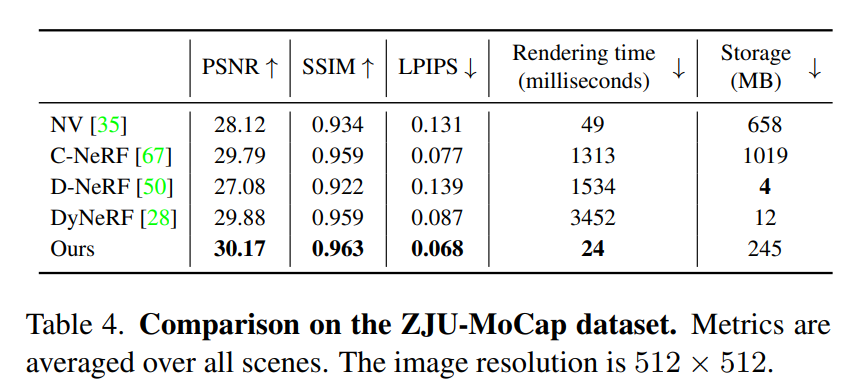 PSNR ↑ SSIM ↑ LPIPS ↓ Rendering time (milliseconds) ↓ Storage (MB) ↓
NV [35] 28.12 0.934 0.131 49 658
C-NeRF [67] 29.79 0.959 0.077 1313 1019
D-NeRF [50] 27.08 0.922 0.139 1534 4
DyNeRF [28] 29.88 0.959 0.087 3452 12
Ours 30.17 0.963 0.068 24 245
Table 4. Comparison on the ZJU-MoCap dataset. Metrics are
averaged over all scenes. The image resolution is 512 × 512.